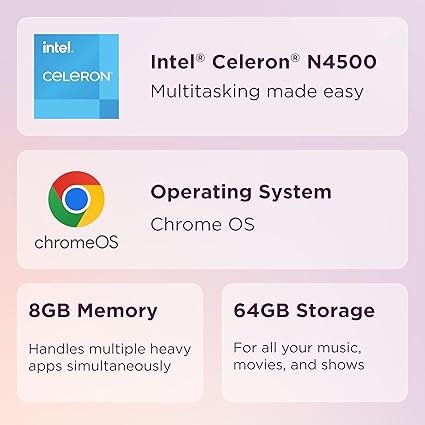 intel.
CELERON®
Intel® Celeron® N4500
Multitasking made easy
chromeOS
Operating System
Chrome OS
8GB Memory
Handles multiple heavy
apps simultaneously
64GB Storage
For all your music,
movies, and shows